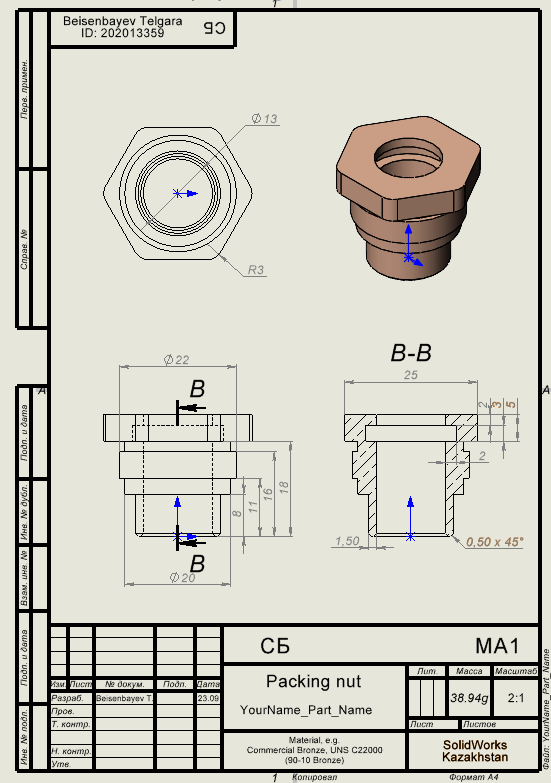 1
Beisenbayev Telgara
ID: 202013359
СБ
Перв. примен.
Справ. №
Ø13
R3
B-B
Ø22
B
25
2
3
5
8
11
16
18
2
B
Ø20
1,50
0,50 x 45°
A
A
Подп. и дата
Инв. № дубл.
Взам. инв. №
Подп. и дата
Инв. № подл.
СБ
MA1
Изм.
Лист
№ докум.
Подп.
Дата
Разраб.
Beisenbayev T.
23.09
Пров.
Т. контр.
Н. контр.
Утв.
Packing nut
YourName_Part_Name
Лит.
Масса
Масштаб
38.94g
2:1
Лист
Листов
Material, e.g.
Commercial Bronze, UNS C22000
(90-10 Bronze)
SolidWorks
Kazakhstan
Файл: YourName_Part_Name
1
Копировал
Формат A4